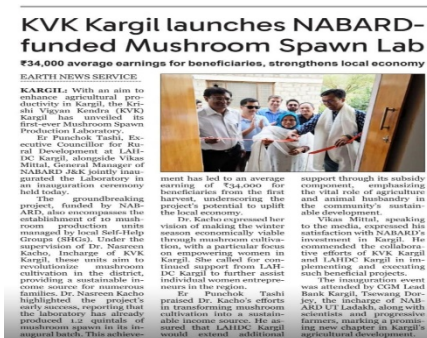 KVK Kargil launches NABARD-
funded Mushroom Spawn Lab
₹34,000 average earnings for beneficiaries, strengthens local economy
EARTH NEWS SERVICE
KARGIL: With an aim to
enhance agricultural pro-
ductivity in Kargil, the Kri-
shi Vigyan Kendra (KVK)
Kargil has unveiled its
first-ever Mushroom Spawn
Production Laboratory.
Er Punchok Tashi, Ex-
ecutive Councillor for Ru-
ral Development at LAH-
DC Kargil, alongside Vikas
Mittal, General Manager of
NABARD J&K jointly inau-
gurated the Laboratory in
an inauguration ceremony
held today.
The groundbreaking
project, funded by NAB-
ARD, also encompasses the
establishment of 10 mush-
room production units
managed by local Self-Help
Groups (SHGs). Under the
supervision of Dr. Nasreen
Kacho, Incharge of KVK
Kargil, these units aim to
revolutionize mushroom
cultivation in the district,
providing a sustainable in-
come source for numerous
families. Dr. Nasreen Kacho
highlighted the project's
early success, reporting that
the laboratory has already
produced 1.2 quintals of
mushroom spawn in its in-
augural batch. This achieve-
ment has led to an average
earning of ₹34,000 for
beneficiaries from the first
harvest, underscoring the
project's potential to uplift
the local economy.
Dr. Kacho expressed her
vision of making the winter
season economically viable
through mushroom cultiva-
tion, with a particular focus
on empowering women in
Kargil. She called for con-
tinued support from LAH-
DC Kargil to further assist
individual women entrepre-
neurs in the region.
Er Punchok Tashi
praised Dr. Kacho's efforts
in transforming mushroom
cultivation into a sustain-
able income source. He as-
sured that LAHDC Kargil
would extend additional
support through its subsidy
component, emphasizing
the vital role of agriculture
and animal husbandry in
the community's sustain-
able development.
Vikas Mittal, speaking
to the media, expressed his
satisfaction with NABARD's
investment in Kargil. He
commended the collabora-
tive efforts of KVK Kargil
and LAHDC Kargil in im-
plementing and executing
such beneficial projects.
The inauguration event
was attended by CGM Lead
Bank Kargil, Tsewang Dor-
jey, the incharge of NAB-
ARD UT Ladakh, along with
scientists and progressive
farmers, marking a promis-
ing new chapter in Kargil's
agricultural development.